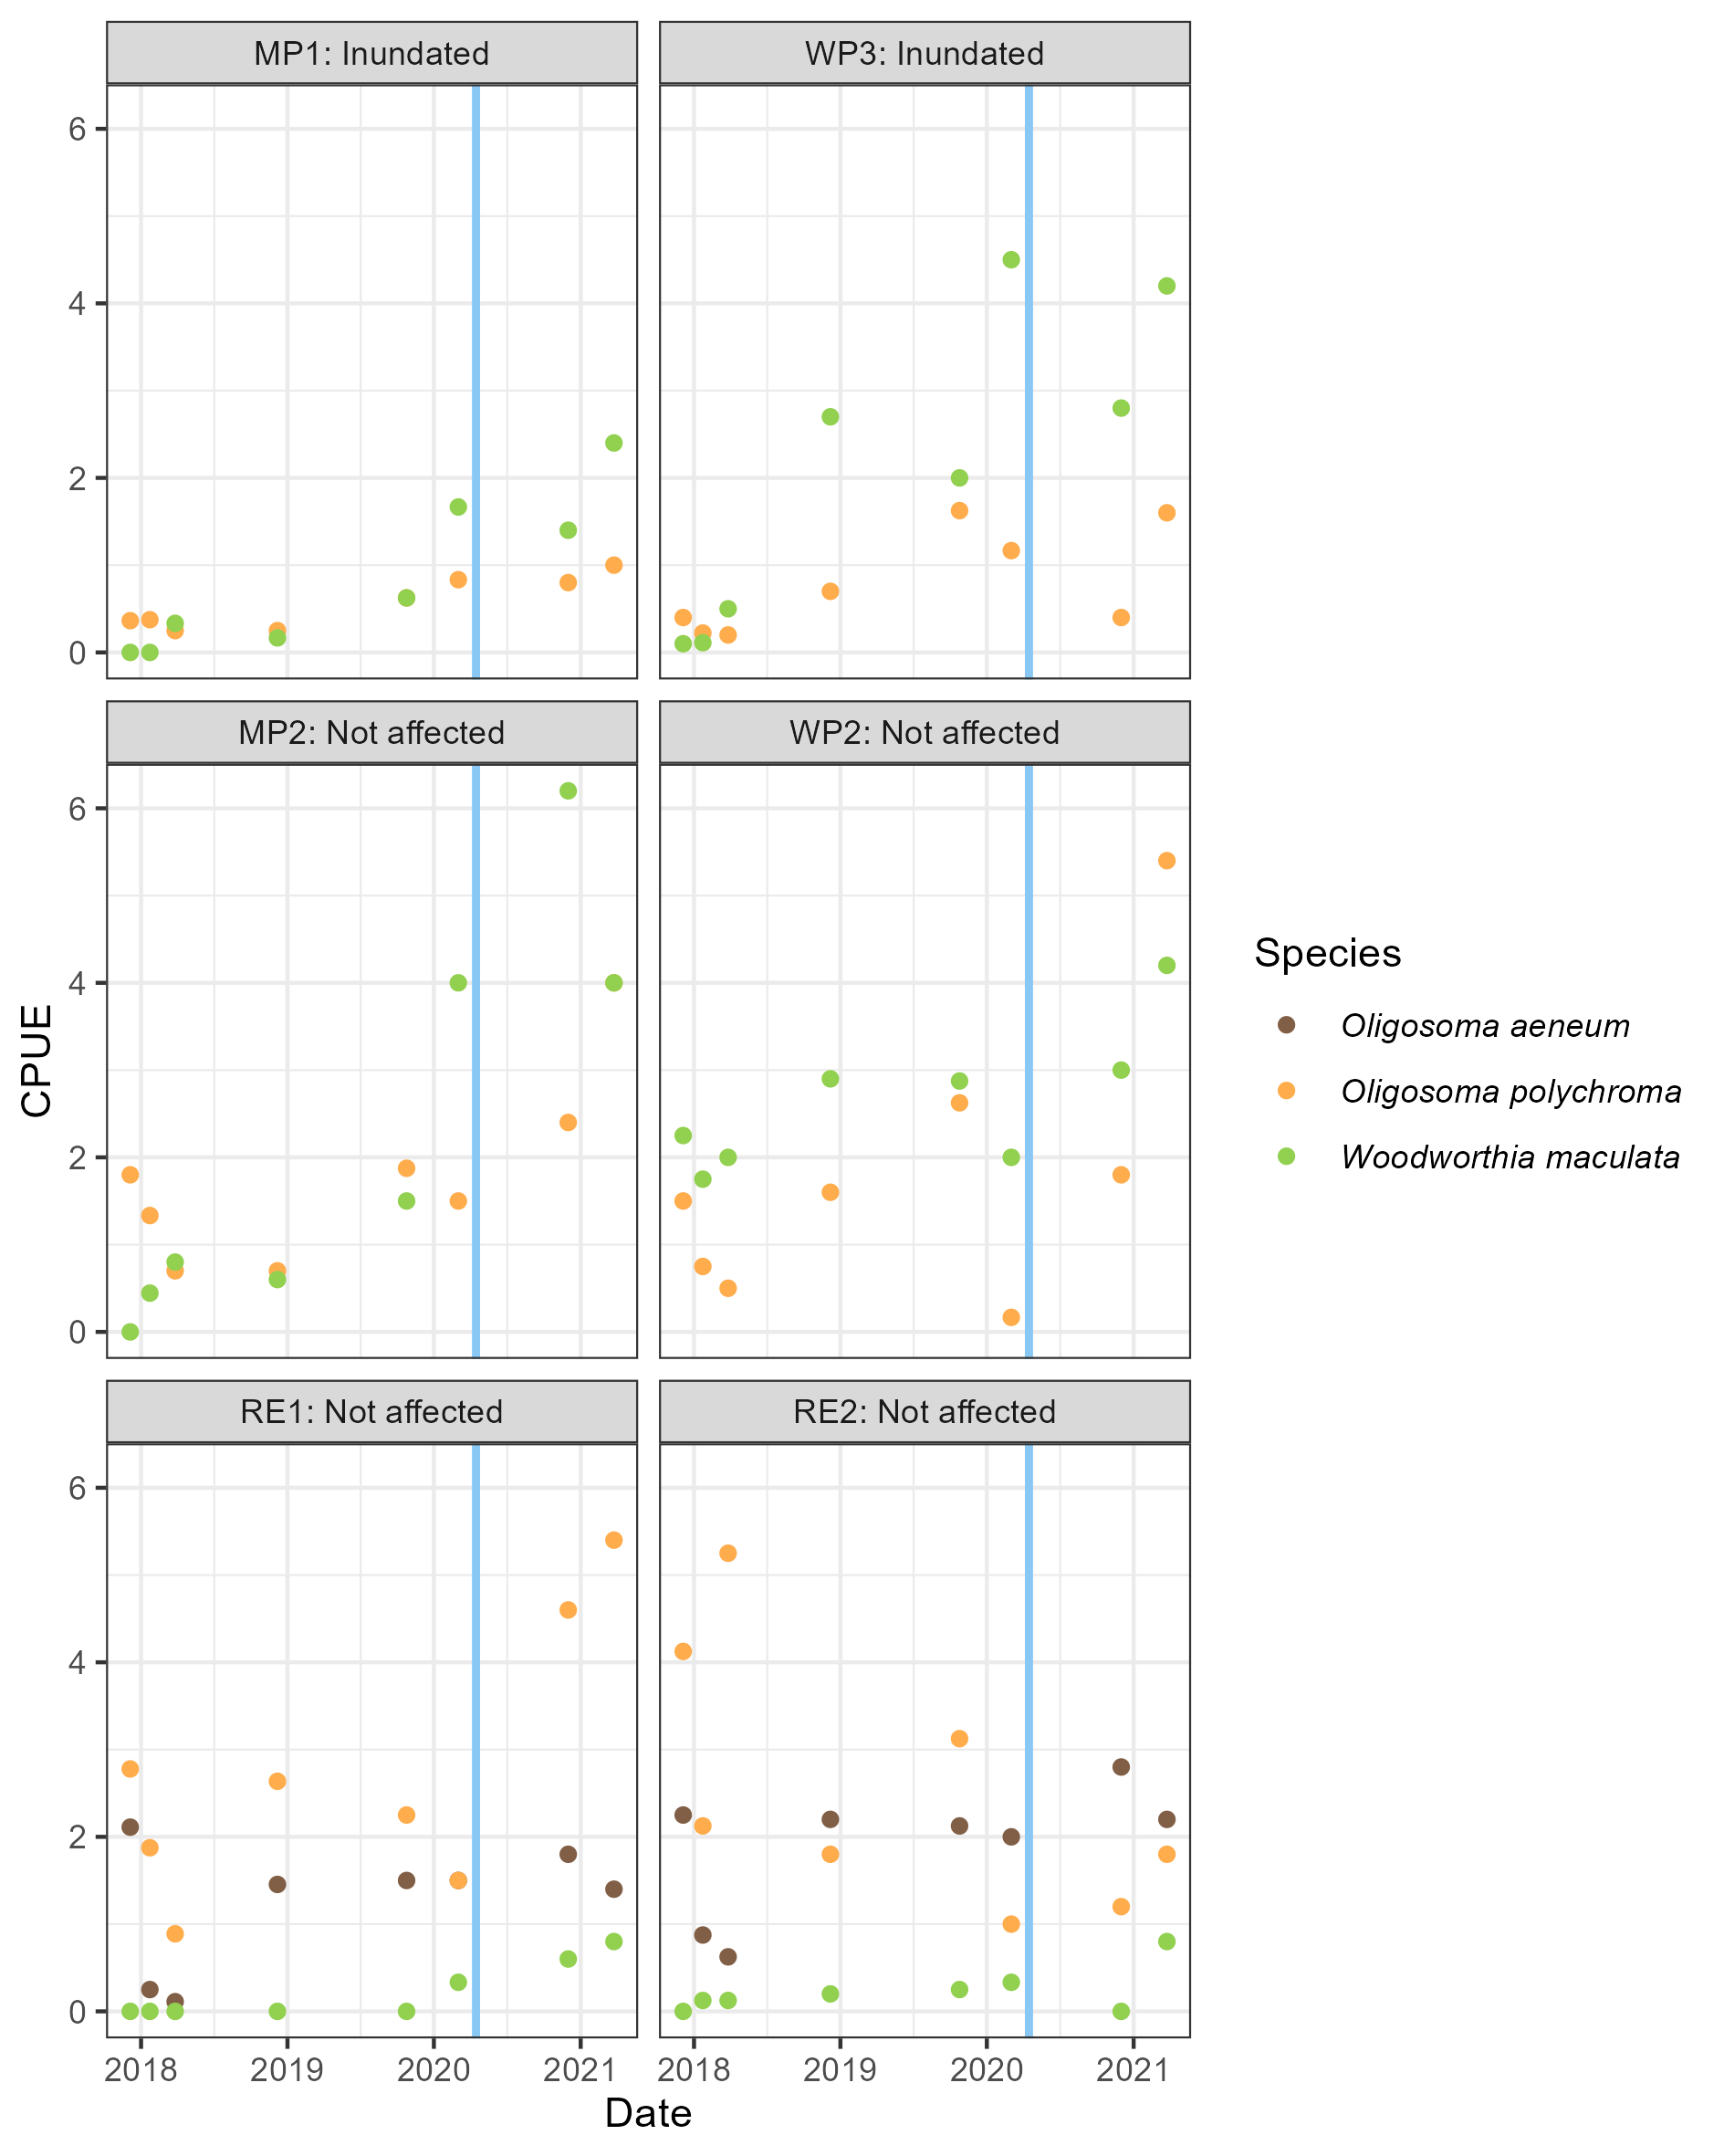 MP1: Inundated
WP3: Inundated
6
4
2
0
MP2: Not affected
WP2: Not affected
6
4
2
0
CPUE
Species
Oligosoma aeneum
Oligosoma polychroma
Woodworthia maculata
RE1: Not affected
RE2: Not affected
6
4
2
0
2018 2019 2020 2021 2018 2019 2020 2021
Date